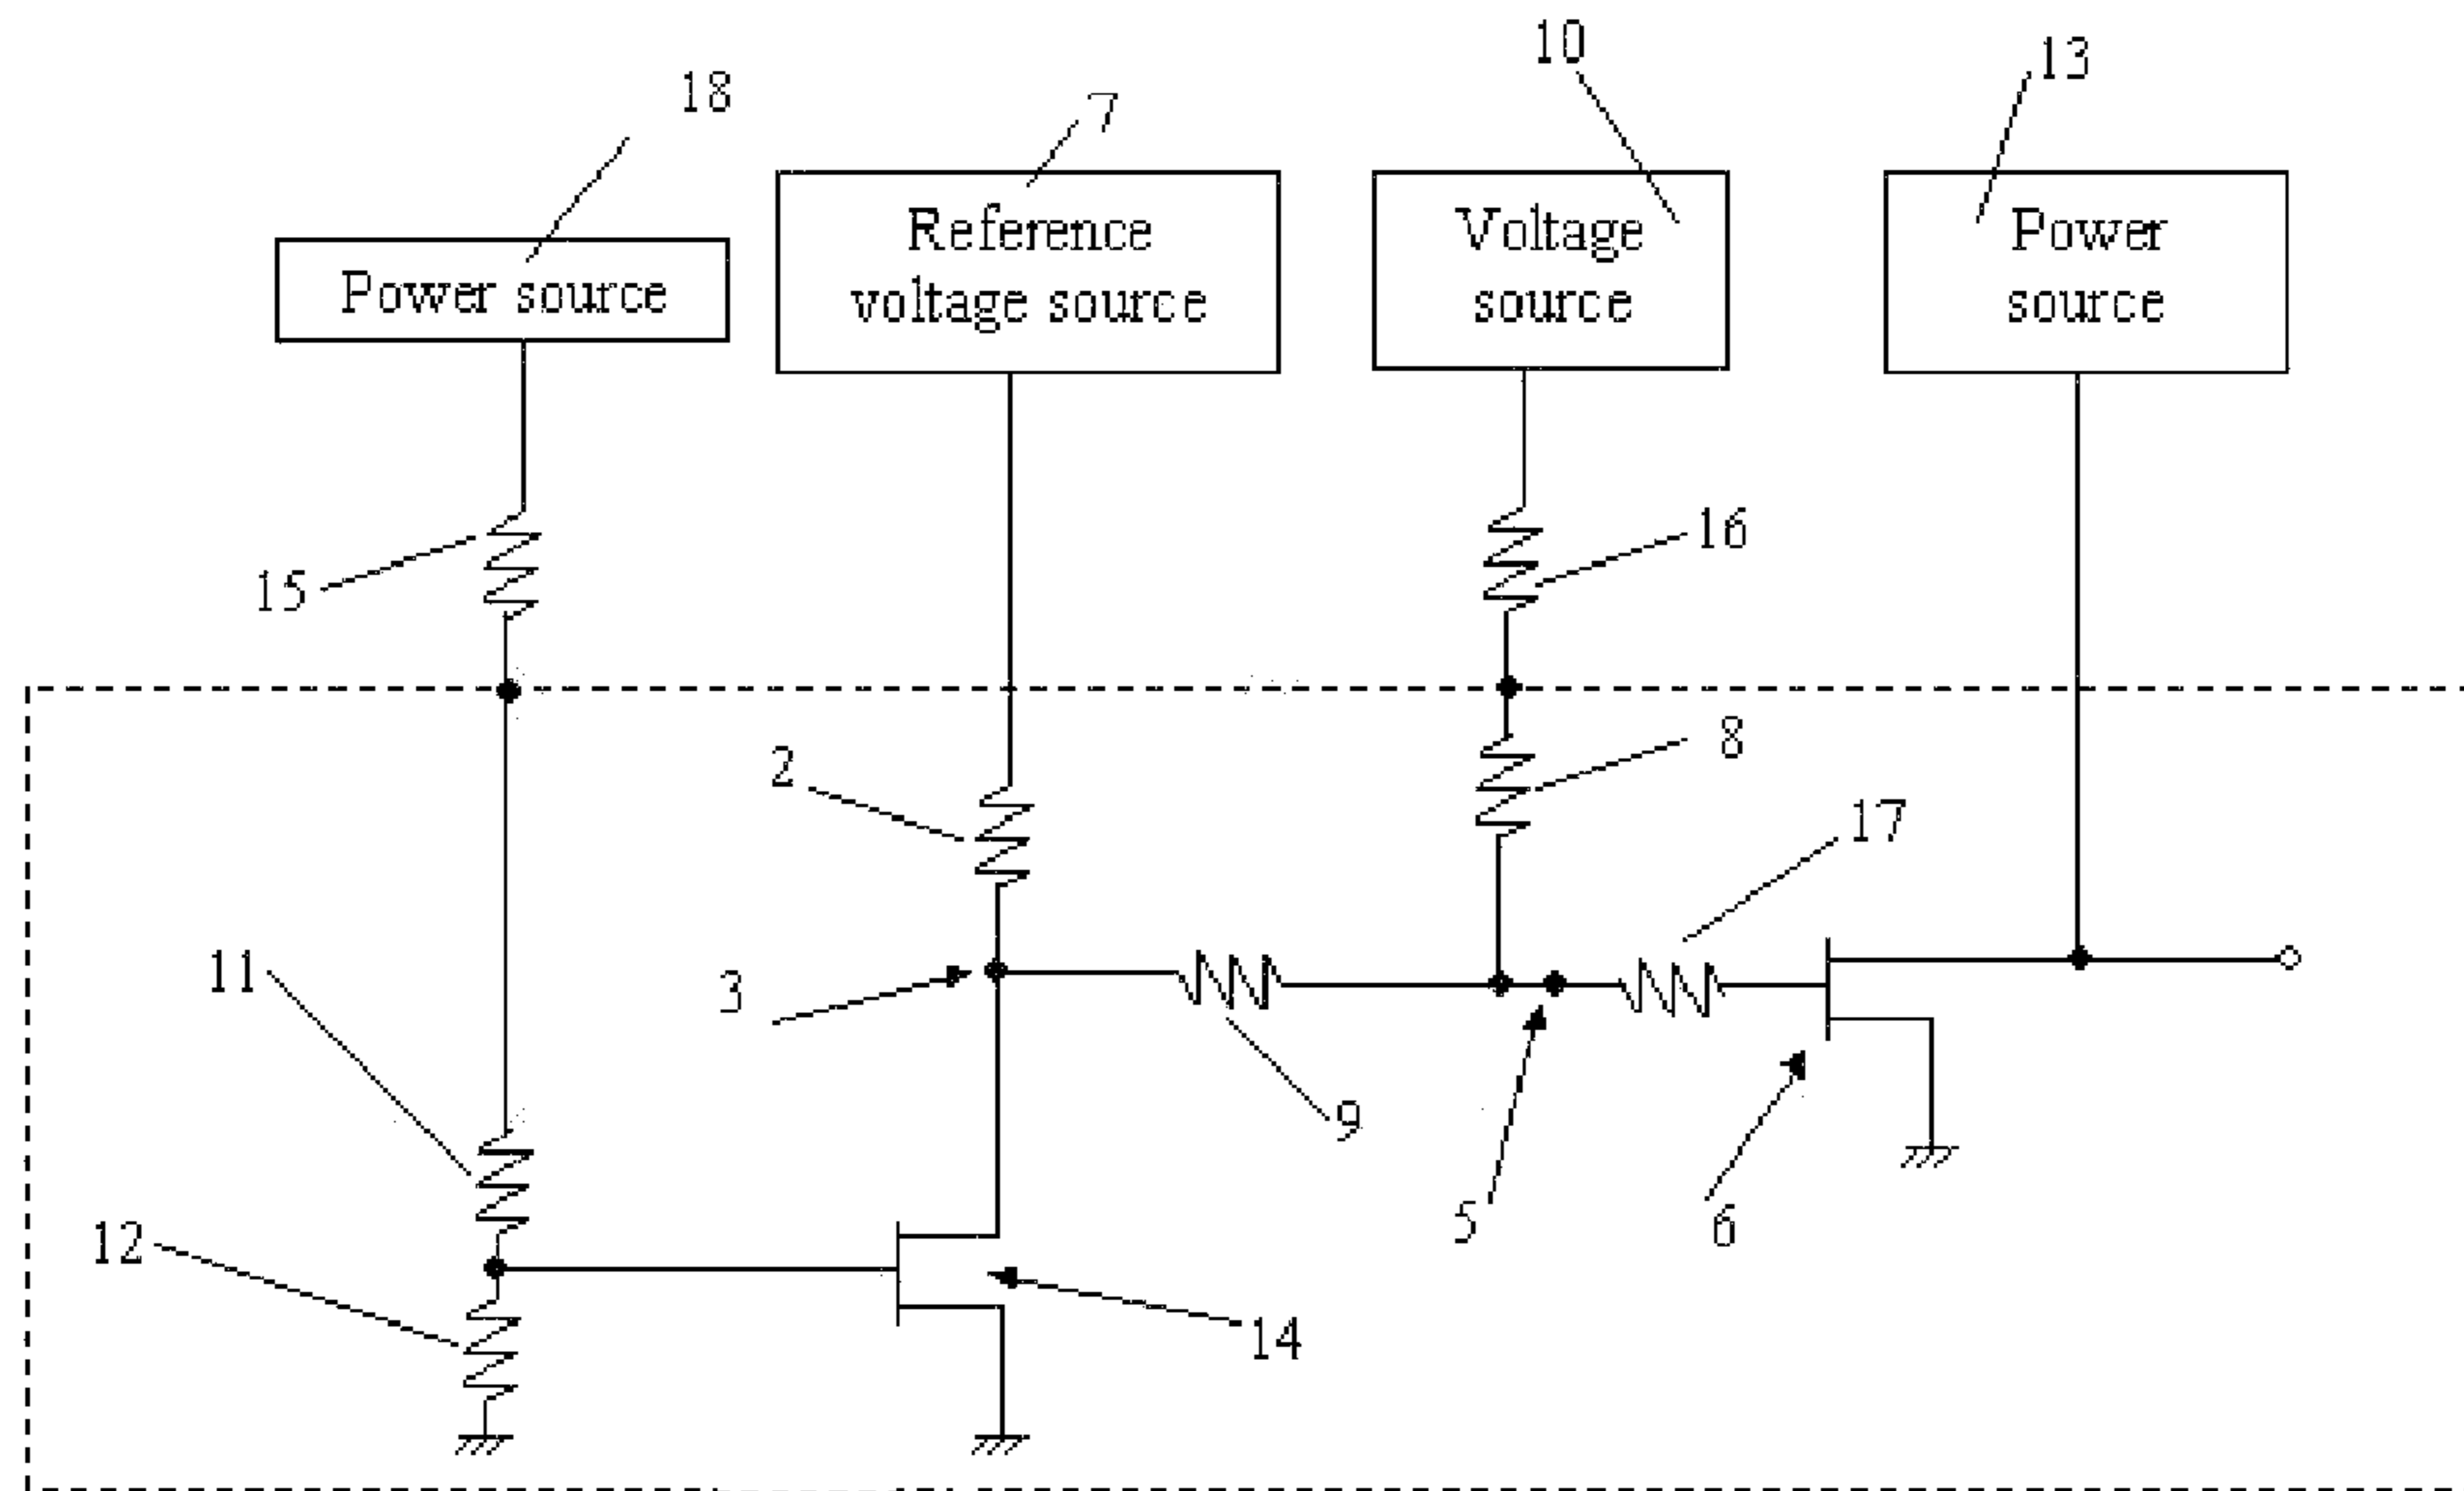 10
13
18
7
Reference
voltage source
Voltage
source
Power
source
Power source
16
15
8
2
17
11
3
9
5
6
12
14